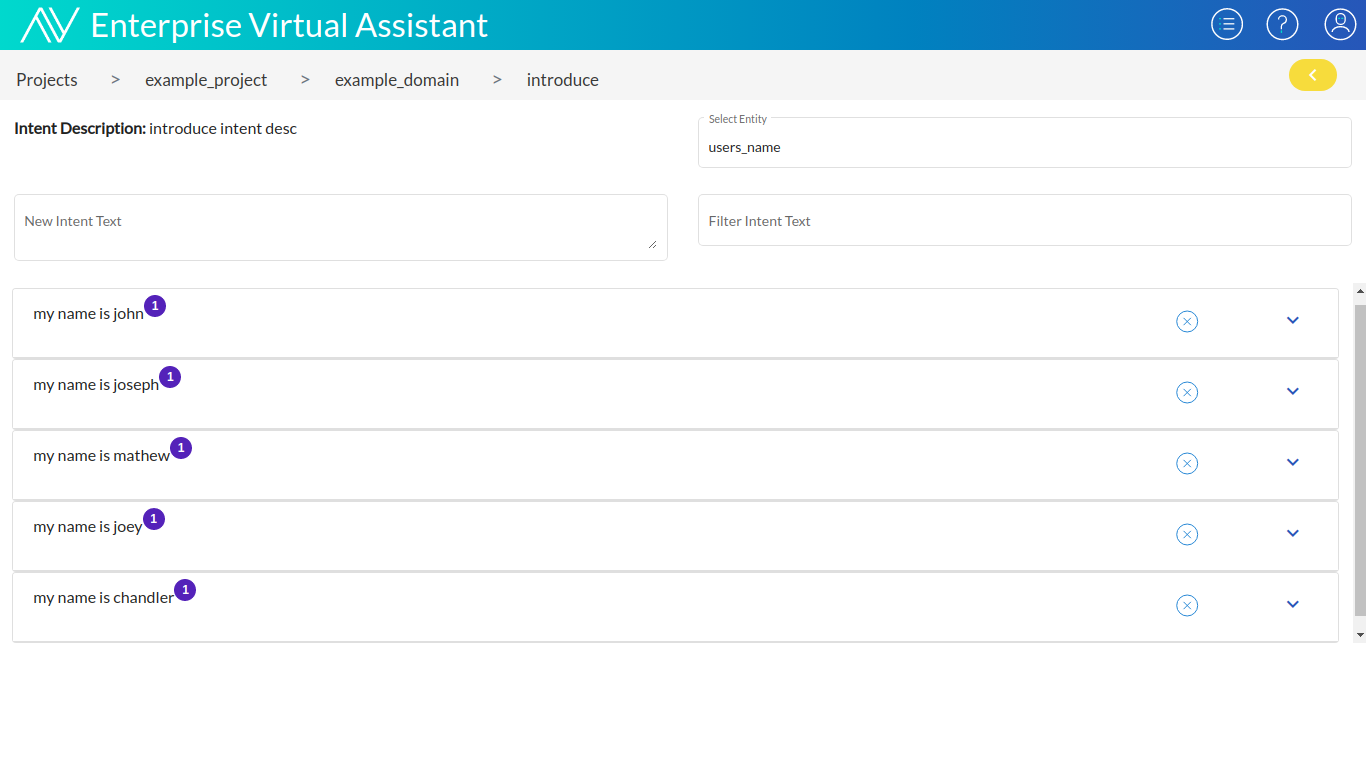 Enterprise Virtual Assistant
Projects > example_project > example_domain > introduce
Intent Description: introduce intent desc
Select Entity
users_name
New Intent Text
Filter Intent Text
my name is john 1
my name is joseph 1
my name is mathew 1
my name is joey 1
my name is chandler 1